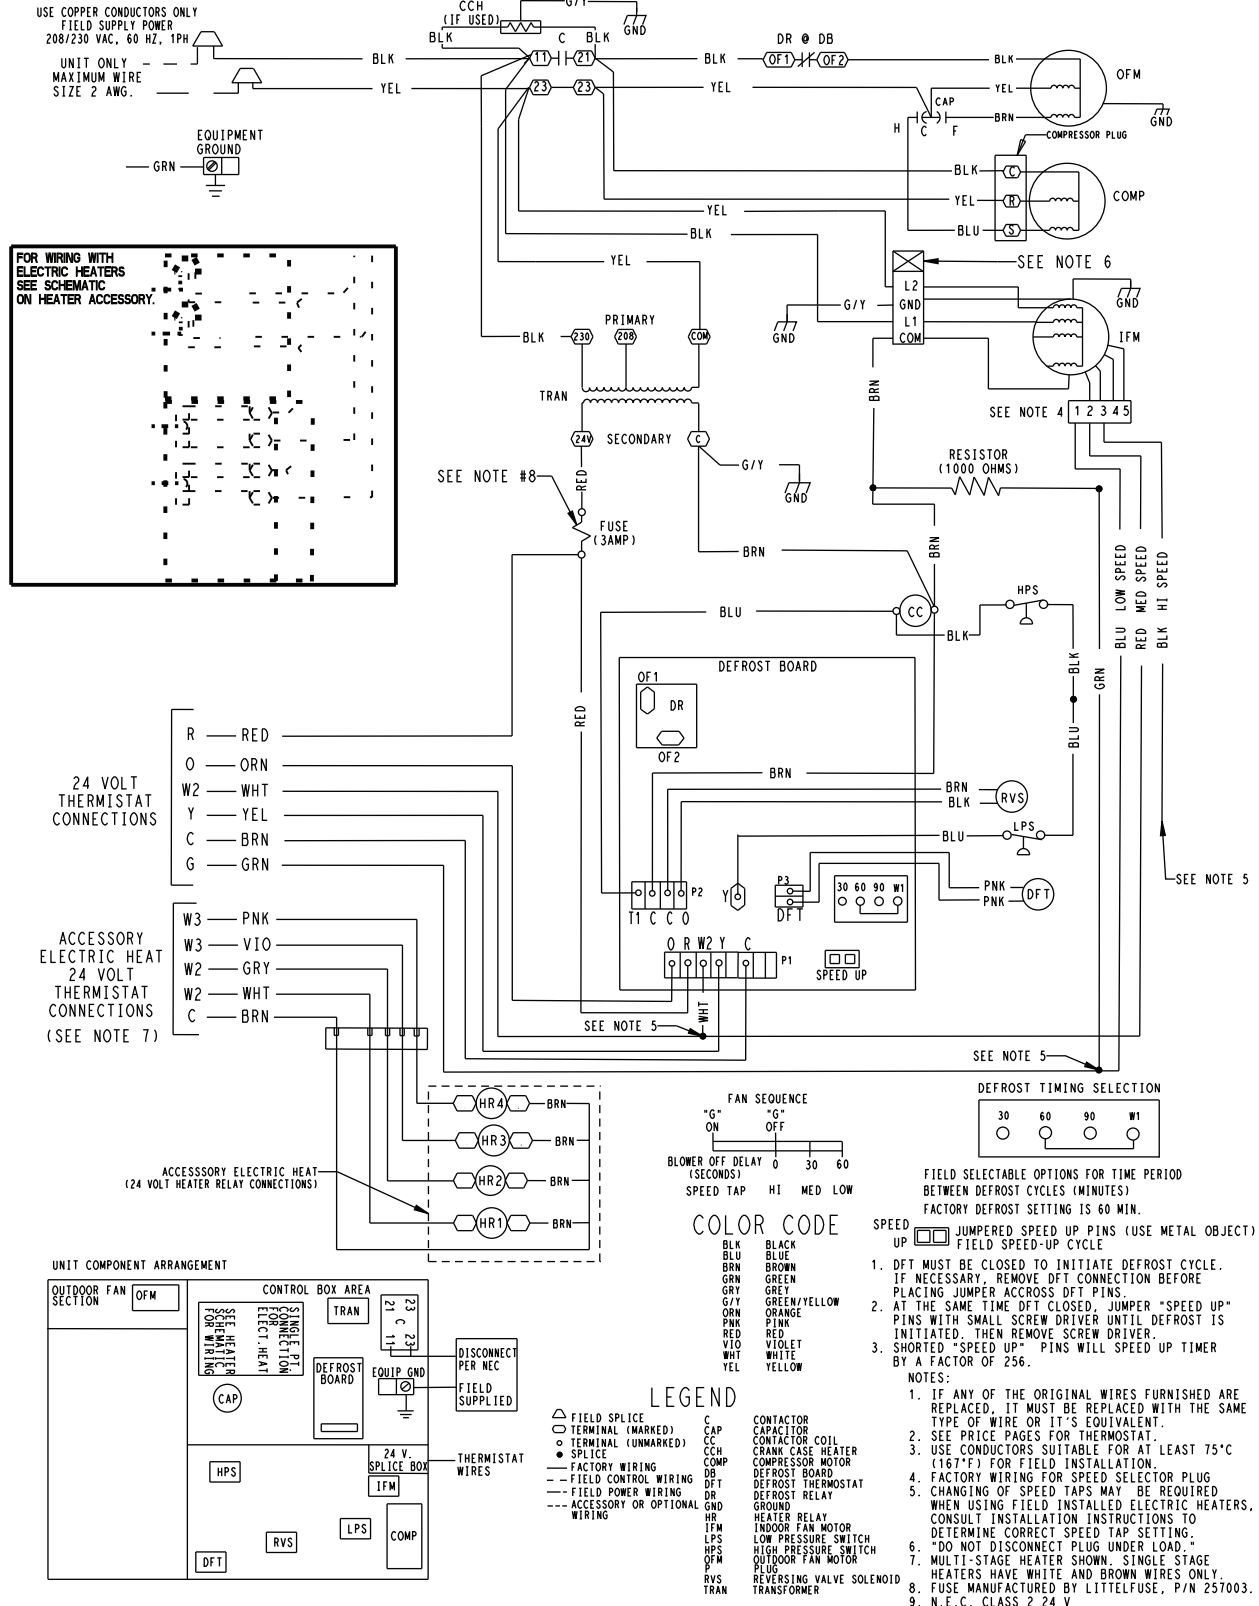 USE COPPER CONDUCTORS ONLY
FIELD SUPPLY POWER
208/230 VAC, 60 HZ, 1PH
UNIT ONLY
MAXIMUM WIRE
SIZE 2 AWG.
BLK
YEL
CCH
(IF USED)
G/Y
GND
BLK
C
BLK
11
21
23
23
BLK
YEL
DR @ DB
OF1
OF2
BLK
YEL
BRN
OFM
GND
CAP
H
C
F
COMPRESSOR PLUG
BLK
C
YEL
R
BLU
S
COMP
EQUIPMENT
GROUND
GRN
FOR WIRING WITH
ELECTRIC HEATERS
SEE SCHEMATIC
ON HEATER ACCESSORY.
YEL
BLK
YEL
SEE NOTE 6
L2
GND
L1
COM
G/Y
GND
GND
IFM
PRIMARY
BLK
230
208
COM
TRAN
24V
SECONDARY
C
G/Y
GND
BRN
SEE NOTE 4
1 2 3 4 5
RESISTOR
(1000 OHMS)
RED
SEE NOTE #8
FUSE
(3AMP)
BRN
BRN
BLU
CC
BLK
HPS
BLK
BLU
GRN
BLU LOW SPEED
RED MED SPEED
BLK HI SPEED
DEFROST BOARD
OF1
DR
OF2
RED
BRN
BRN
BLK
RVS
BLU
LPS
P2
T1 C C O
Y
P3
DFT
30 60 90 W1
PNK
PNK
DFT
SEE NOTE 5
O R W2 Y C
P1
SPEED UP
WHT
SEE NOTE 5
SEE NOTE 5
24 VOLT
THERMISTAT
CONNECTIONS
R RED
O ORN
W2 WHT
Y YEL
C BRN
G GRN
ACCESSORY
ELECTRIC HEAT
24 VOLT
THERMISTAT
CONNECTIONS
(SEE NOTE 7)
W3 PNK
W3 VIO
W2 GRY
W2 WHT
C BRN
HR4 BRN
HR3 BRN
HR2 BRN
HR1 BRN
ACCESSSORY ELECTRIC HEAT
(24 VOLT HEATER RELAY CONNECTIONS)
FAN SEQUENCE
"G" "G"
ON OFF
BLOWER OFF DELAY 0 30 60
(SECONDS)
SPEED TAP HI MED LOW
DEFROST TIMING SELECTION
30 60 90 W1
FIELD SELECTABLE OPTIONS FOR TIME PERIOD
BETWEEN DEFROST CYCLES (MINUTES)
FACTORY DEFROST SETTING IS 60 MIN.
SPEED
UP
JUMPERED SPEED UP PINS (USE METAL OBJECT)
FIELD SPEED-UP CYCLE
1. DFT MUST BE CLOSED TO INITIATE DEFROST CYCLE.
IF NECESSARY, REMOVE DFT CONNECTION BEFORE
PLACING JUMPER ACCROSS DFT PINS.
2. AT THE SAME TIME DFT CLOSED, JUMPER "SPEED UP"
PINS WITH SMALL SCREW DRIVER UNTIL DEFROST IS
INITIATED. THEN REMOVE SCREW DRIVER.
3. SHORTED "SPEED UP" PINS WILL SPEED UP TIMER
BY A FACTOR OF 256.
NOTES:
1. IF ANY OF THE ORIGINAL WIRES FURNISHED ARE
REPLACED, IT MUST BE REPLACED WITH THE SAME
TYPE OF WIRE OR IT'S EQUIVALENT.
2. SEE PRICE PAGES FOR THERMOSTAT.
3. USE CONDUCTORS SUITABLE FOR AT LEAST 75°C
(167°F) FOR FIELD INSTALLATION.
4. FACTORY WIRING FOR SPEED SELECTOR PLUG
5. CHANGING OF SPEED TAPS MAY BE REQUIRED
WHEN USING FIELD INSTALLED ELECTRIC HEATERS,
CONSULT INSTALLATION INSTRUCTIONS TO
DETERMINE CORRECT SPEED TAP SETTING.
6. "DO NOT DISCONNECT PLUG UNDER LOAD."
7. MULTI-STAGE HEATER SHOWN. SINGLE STAGE
HEATERS HAVE WHITE AND BROWN WIRES ONLY.
8. FUSE MANUFACTURED BY LITTELFUSE, P/N 257003.
9. N.E.C. CLASS 2 24 V
COLOR CODE
BLK BLACK
BLU BLUE
BRN BROWN
GRN GREEN
GRY GREY
G/Y GREEN/YELLOW
ORN ORANGE
PNK PINK
RED RED
VIO VIOLET
WHT WHITE
YEL YELLOW
LEGEND
FIELD SPLICE
TERMINAL (MARKED)
TERMINAL (UNMARKED)
SPLICE
FACTORY WIRING
FIELD CONTROL WIRING
FIELD POWER WIRING
ACCESSORY OR OPTIONAL
WIRING
C CONTACTOR
CAP CAPACITOR
CC CONTACTOR COIL
CCH CRANK CASE HEATER
COMP COMPRESSOR MOTOR
DB DEFROST BOARD
DFT DEFROST THERMOSTAT
DR DEFROST RELAY
GND GROUND
HR HEATER RELAY
IFM INDOOR FAN MOTOR
LPS LOW PRESSURE SWITCH
HPS HIGH PRESSURE SWITCH
OFM OUTDOOR FAN MOTOR
P PLUG
RVS REVERSING VALVE SOLENOID
TRAN TRANSFORMER
UNIT COMPONENT ARRANGEMENT
OUTDOOR FAN
SECTION
OFM
CONTROL BOX AREA
SINGLE PT.
CONNECTION
FOR
ELECT.HEAT
SEE HEATER
SCHEMATIC
FOR WIRING
TRAN
23 23
C
21 11
CAP
DEFROST
BOARD
EQUIP GND
DISCONNECT
PER NEC
FIELD
SUPPLIED
24 V.
SPLICE BOX
THERMISTAT
WIRES
HPS
IFM
LPS
COMP
RVS
DFT